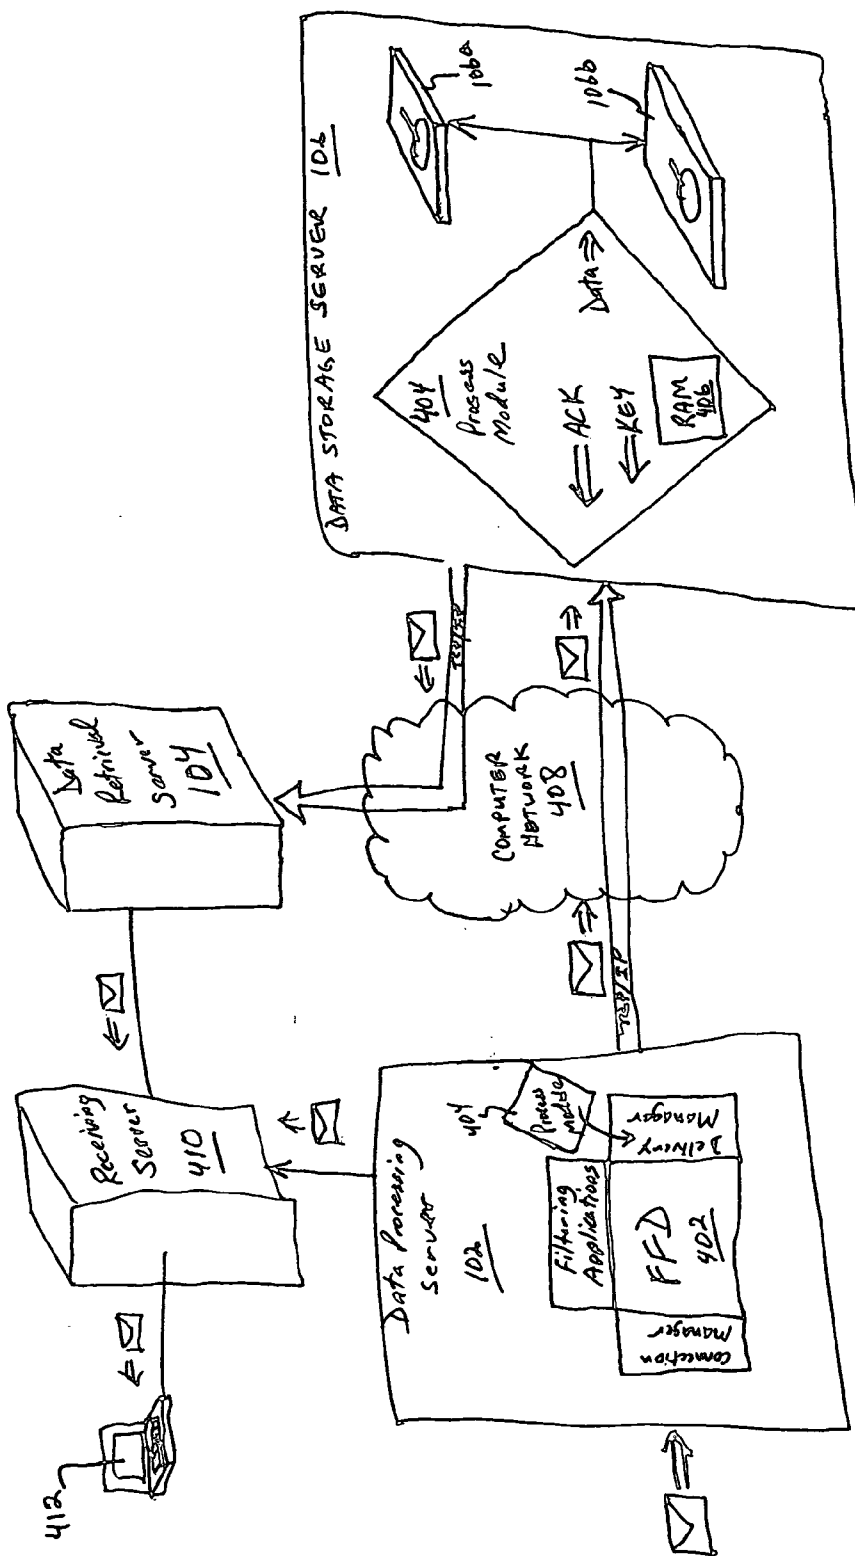 412
Receiving
Server
410
Data
Retrieval
Server
104
Data Processing
Server
102
404
Process
Module
Filtering
Applications
Connection
Manager
FFD
402
Delivery
Manager
TCP/IP
COMPUTER
NETWORK
408
TCP/IP
DATA STORAGE SERVER 106
404
Process
Module
ACK
KEY
Data
RAM
406
106a
106b